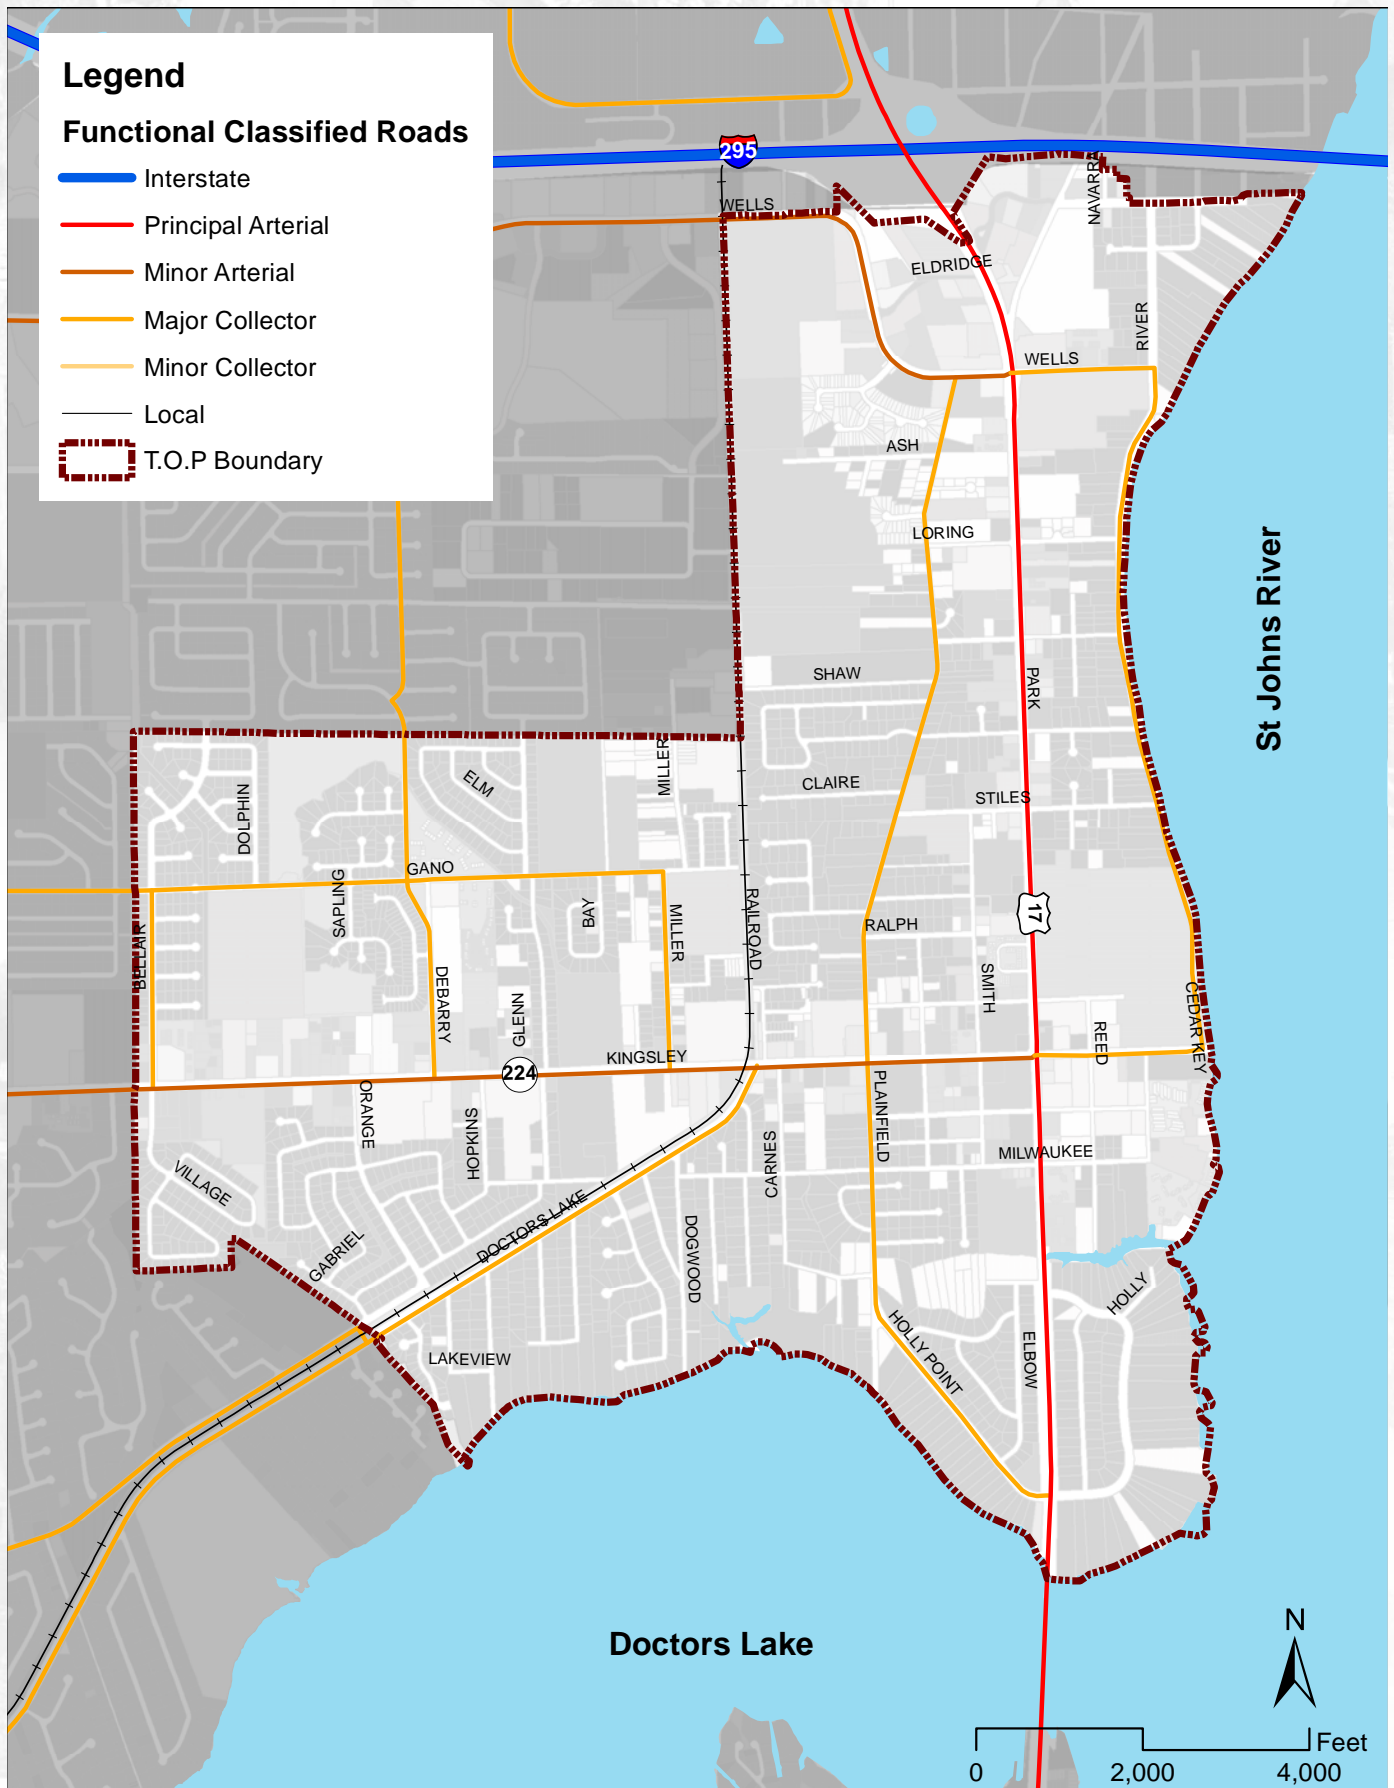 Legend
Functional Classified Roads
Interstate
Principal Arterial
Minor Arterial
Major Collector
Minor Collector
Local
T.O.P Boundary
295
WELLS
NAVARRA
ELDRIDGE
RIVER
WELLS
ASH
LORING
St Johns River
SHAW
PARK
MILLER
CLAIRE
ELM
STILES
DOLPHIN
GANO
SAPLING
BAY
MILLER
RAILROAD
17
RALPH
BELLAIR
DEBARRY
GLENN
SMITH
CEDAR KEY
REED
KINGSLEY
224
ORANGE
HOPKINS
PLAINFIELD
CARNES
MILWAUKEE
VILLAGE
DOCTORS LAKE
DOGWOOD
GABRIEL
HOLLY
HOLLY POINT
ELBOW
LAKEVIEW
Doctors Lake
N
Feet
0 2,000 4,000